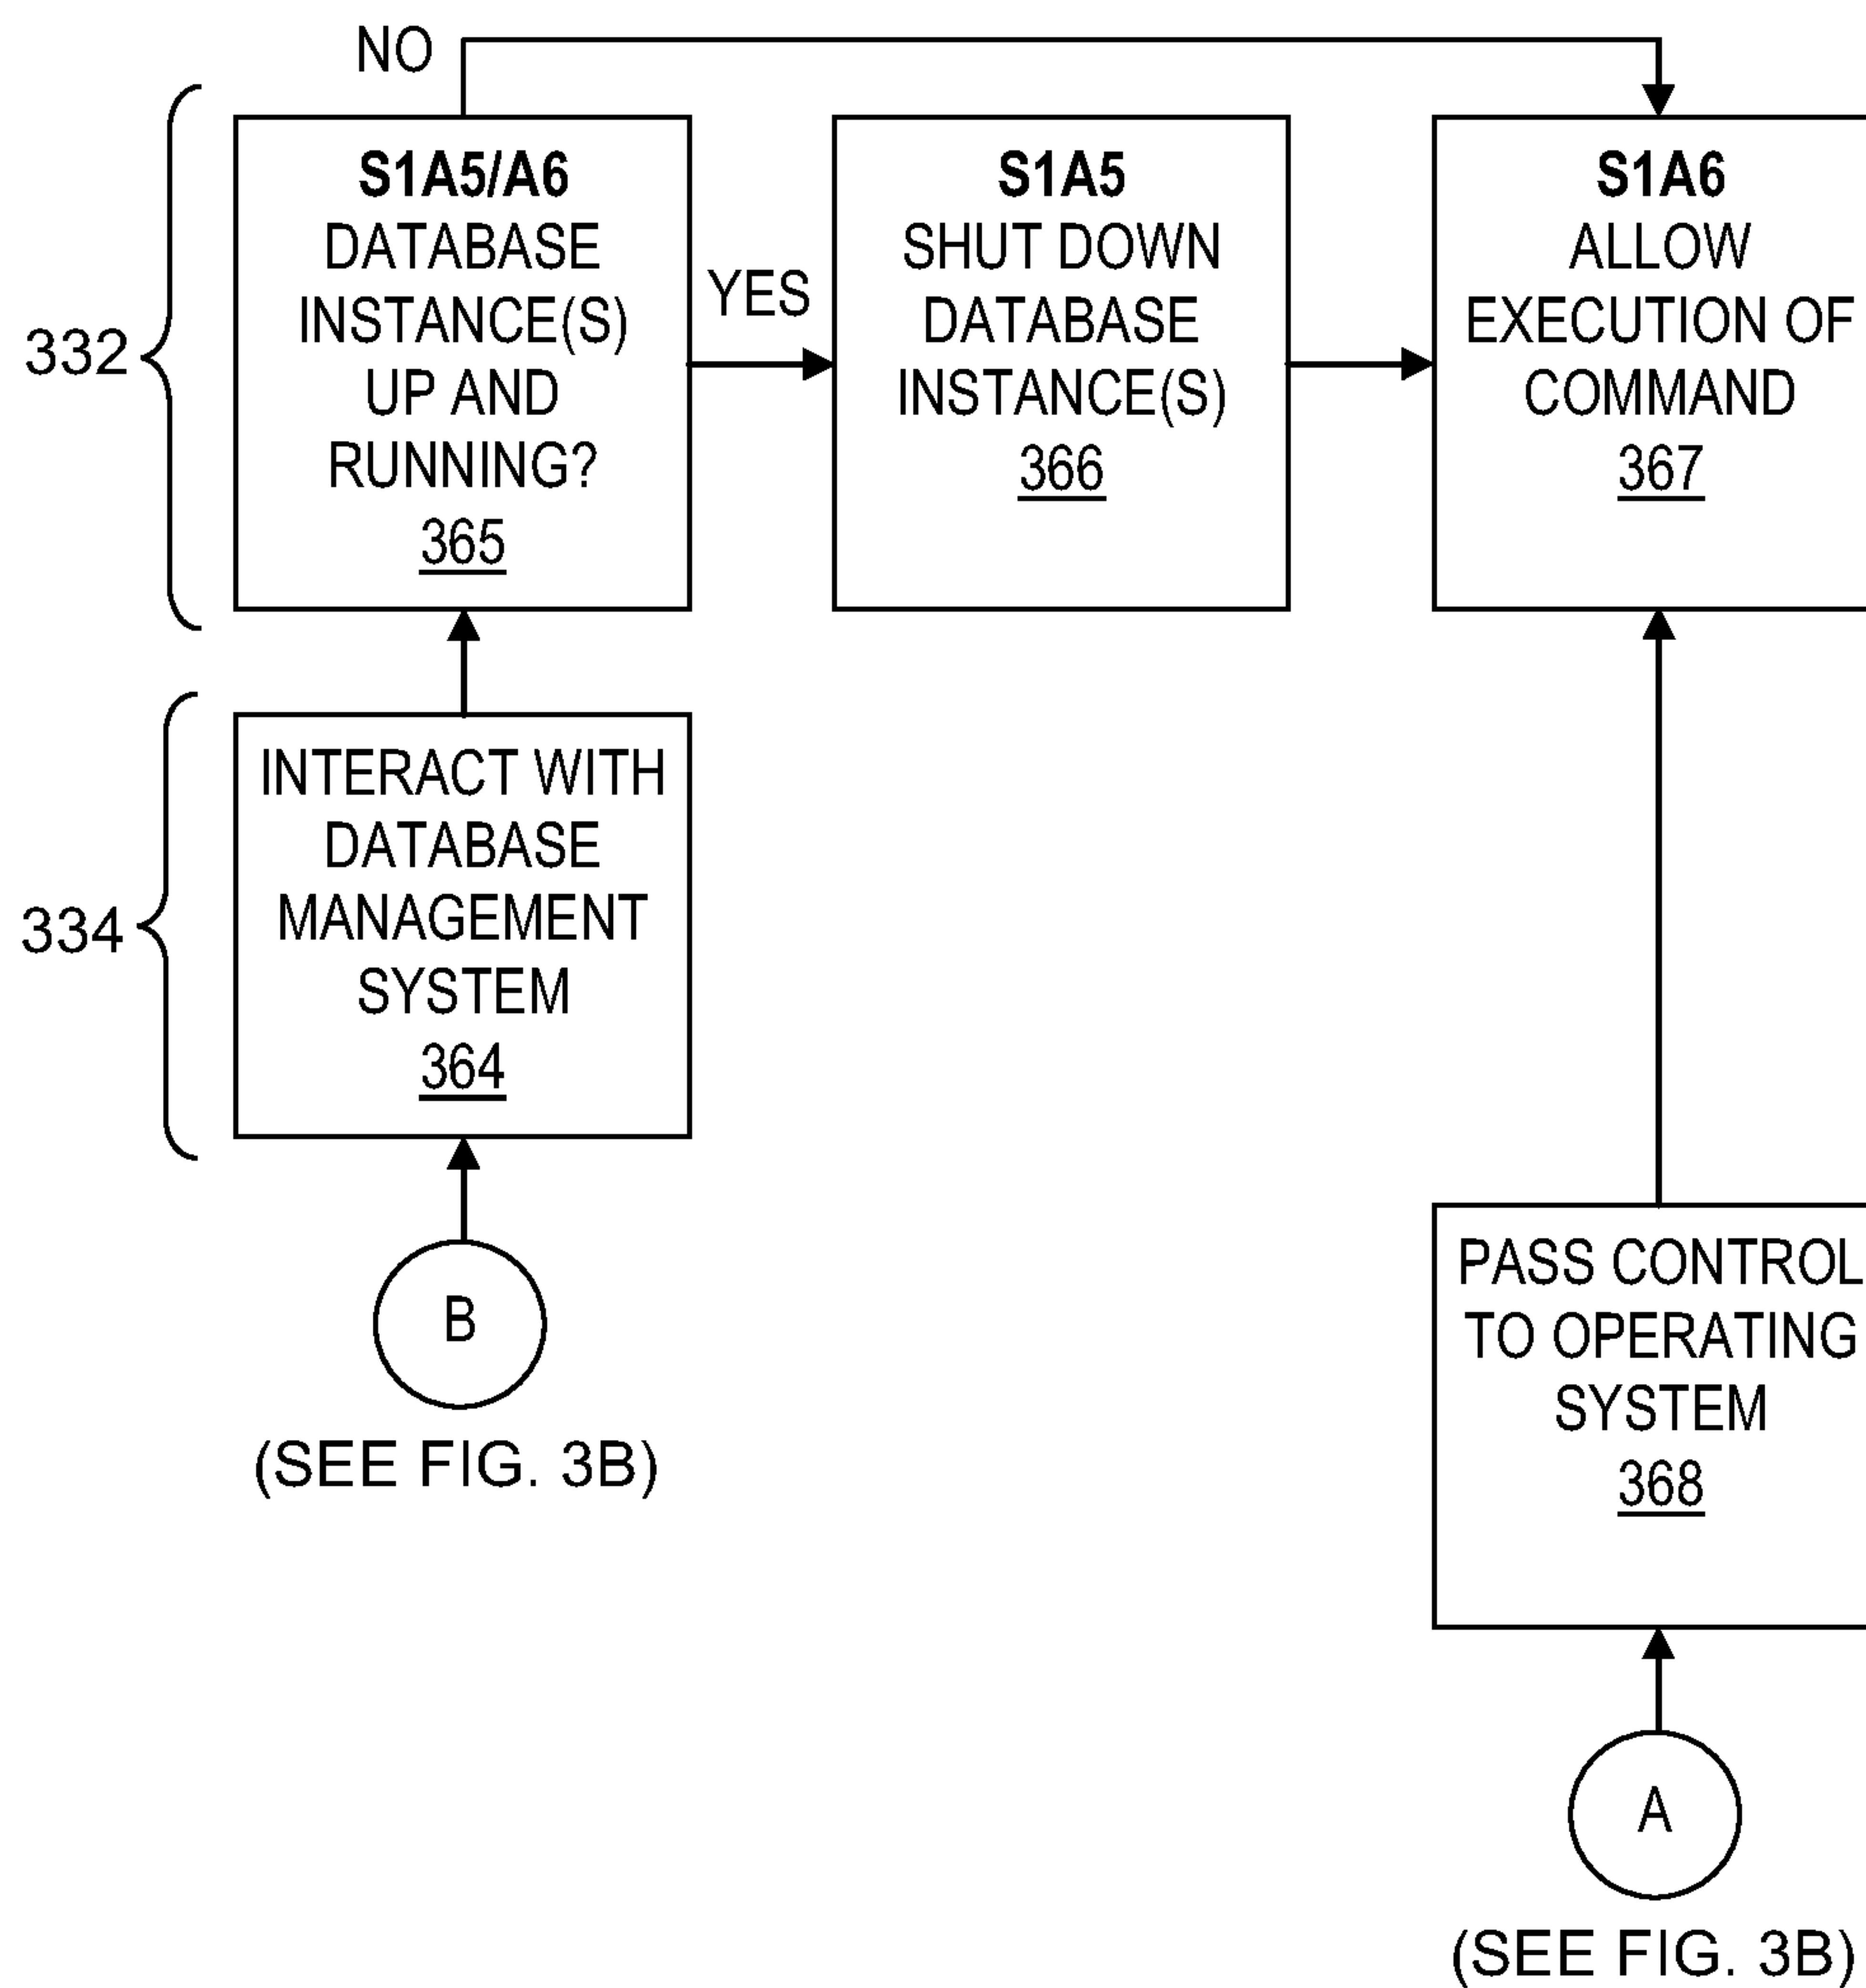 NO
S1A5/A6
DATABASE
INSTANCE(S)
UP AND
RUNNING?
365
YES
S1A5
SHUT DOWN
DATABASE
INSTANCE(S)
366
S1A6
ALLOW
EXECUTION OF
COMMAND
367
332
INTERACT WITH
DATABASE
MANAGEMENT
SYSTEM
364
334
B
(SEE FIG. 3B)
PASS CONTROL
TO OPERATING
SYSTEM
368
A
(SEE FIG. 3B)